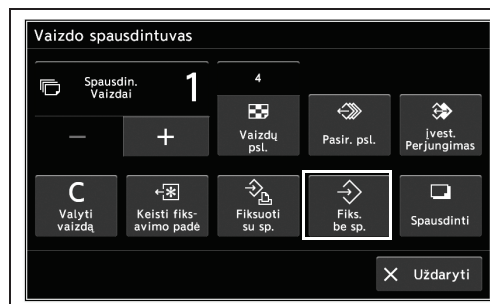 Vaizdo spausdintuvas
Spausdin.
Vaizdai
1
4
Vaizdų
psl.
Pasir. psl.
įvest.
Perjungimas
C
Valyti
vaizdą
Keisti fiks-
avimo padė
Fiksuoti
su sp.
Fiks.
be sp.
Spausdinti
Uždaryti